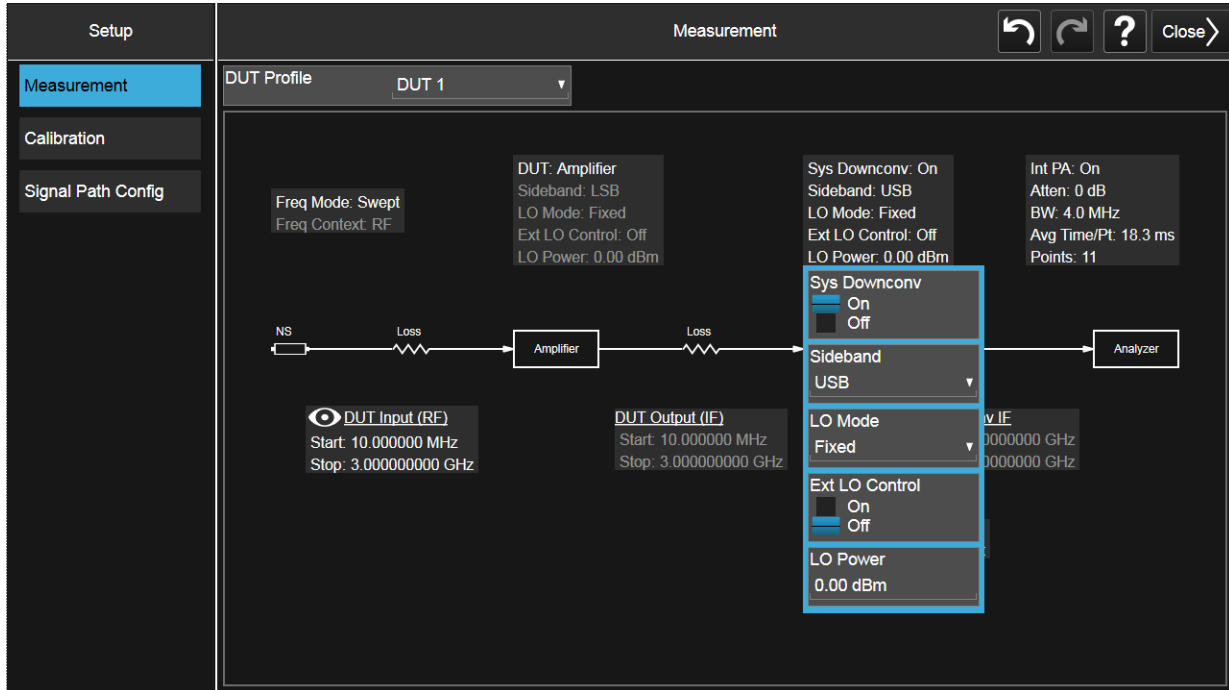 Setup
Measurement
?
Close
Measurement
Calibration
Signal Path Config
DUT Profile
DUT 1
Freq Mode: Swept
Freq Context: RF
DUT: Amplifier
Sideband: LSB
LO Mode: Fixed
Ext LO Control: Off
LO Power: 0.00 dBm
Sys Downconv: On
Sideband: USB
LO Mode: Fixed
Ext LO Control: Off
LO Power: 0.00 dBm
Int PA: On
Atten: 0 dB
BW: 4.0 MHz
Avg Time/Pt: 18.3 ms
Points: 11
NS
Loss
Amplifier
Loss
Analyzer
Sys Downconv
On
Off
Sideband
USB
LO Mode
Fixed
Ext LO Control
On
Off
LO Power
0.00 dBm
DUT Input (RF)
Start: 10.000000 MHz
Stop: 3.000000000 GHz
DUT Output (IF)
Start: 10.000000 MHz
Stop: 3.000000000 GHz
IF
0000000 GHz
0000000 GHz